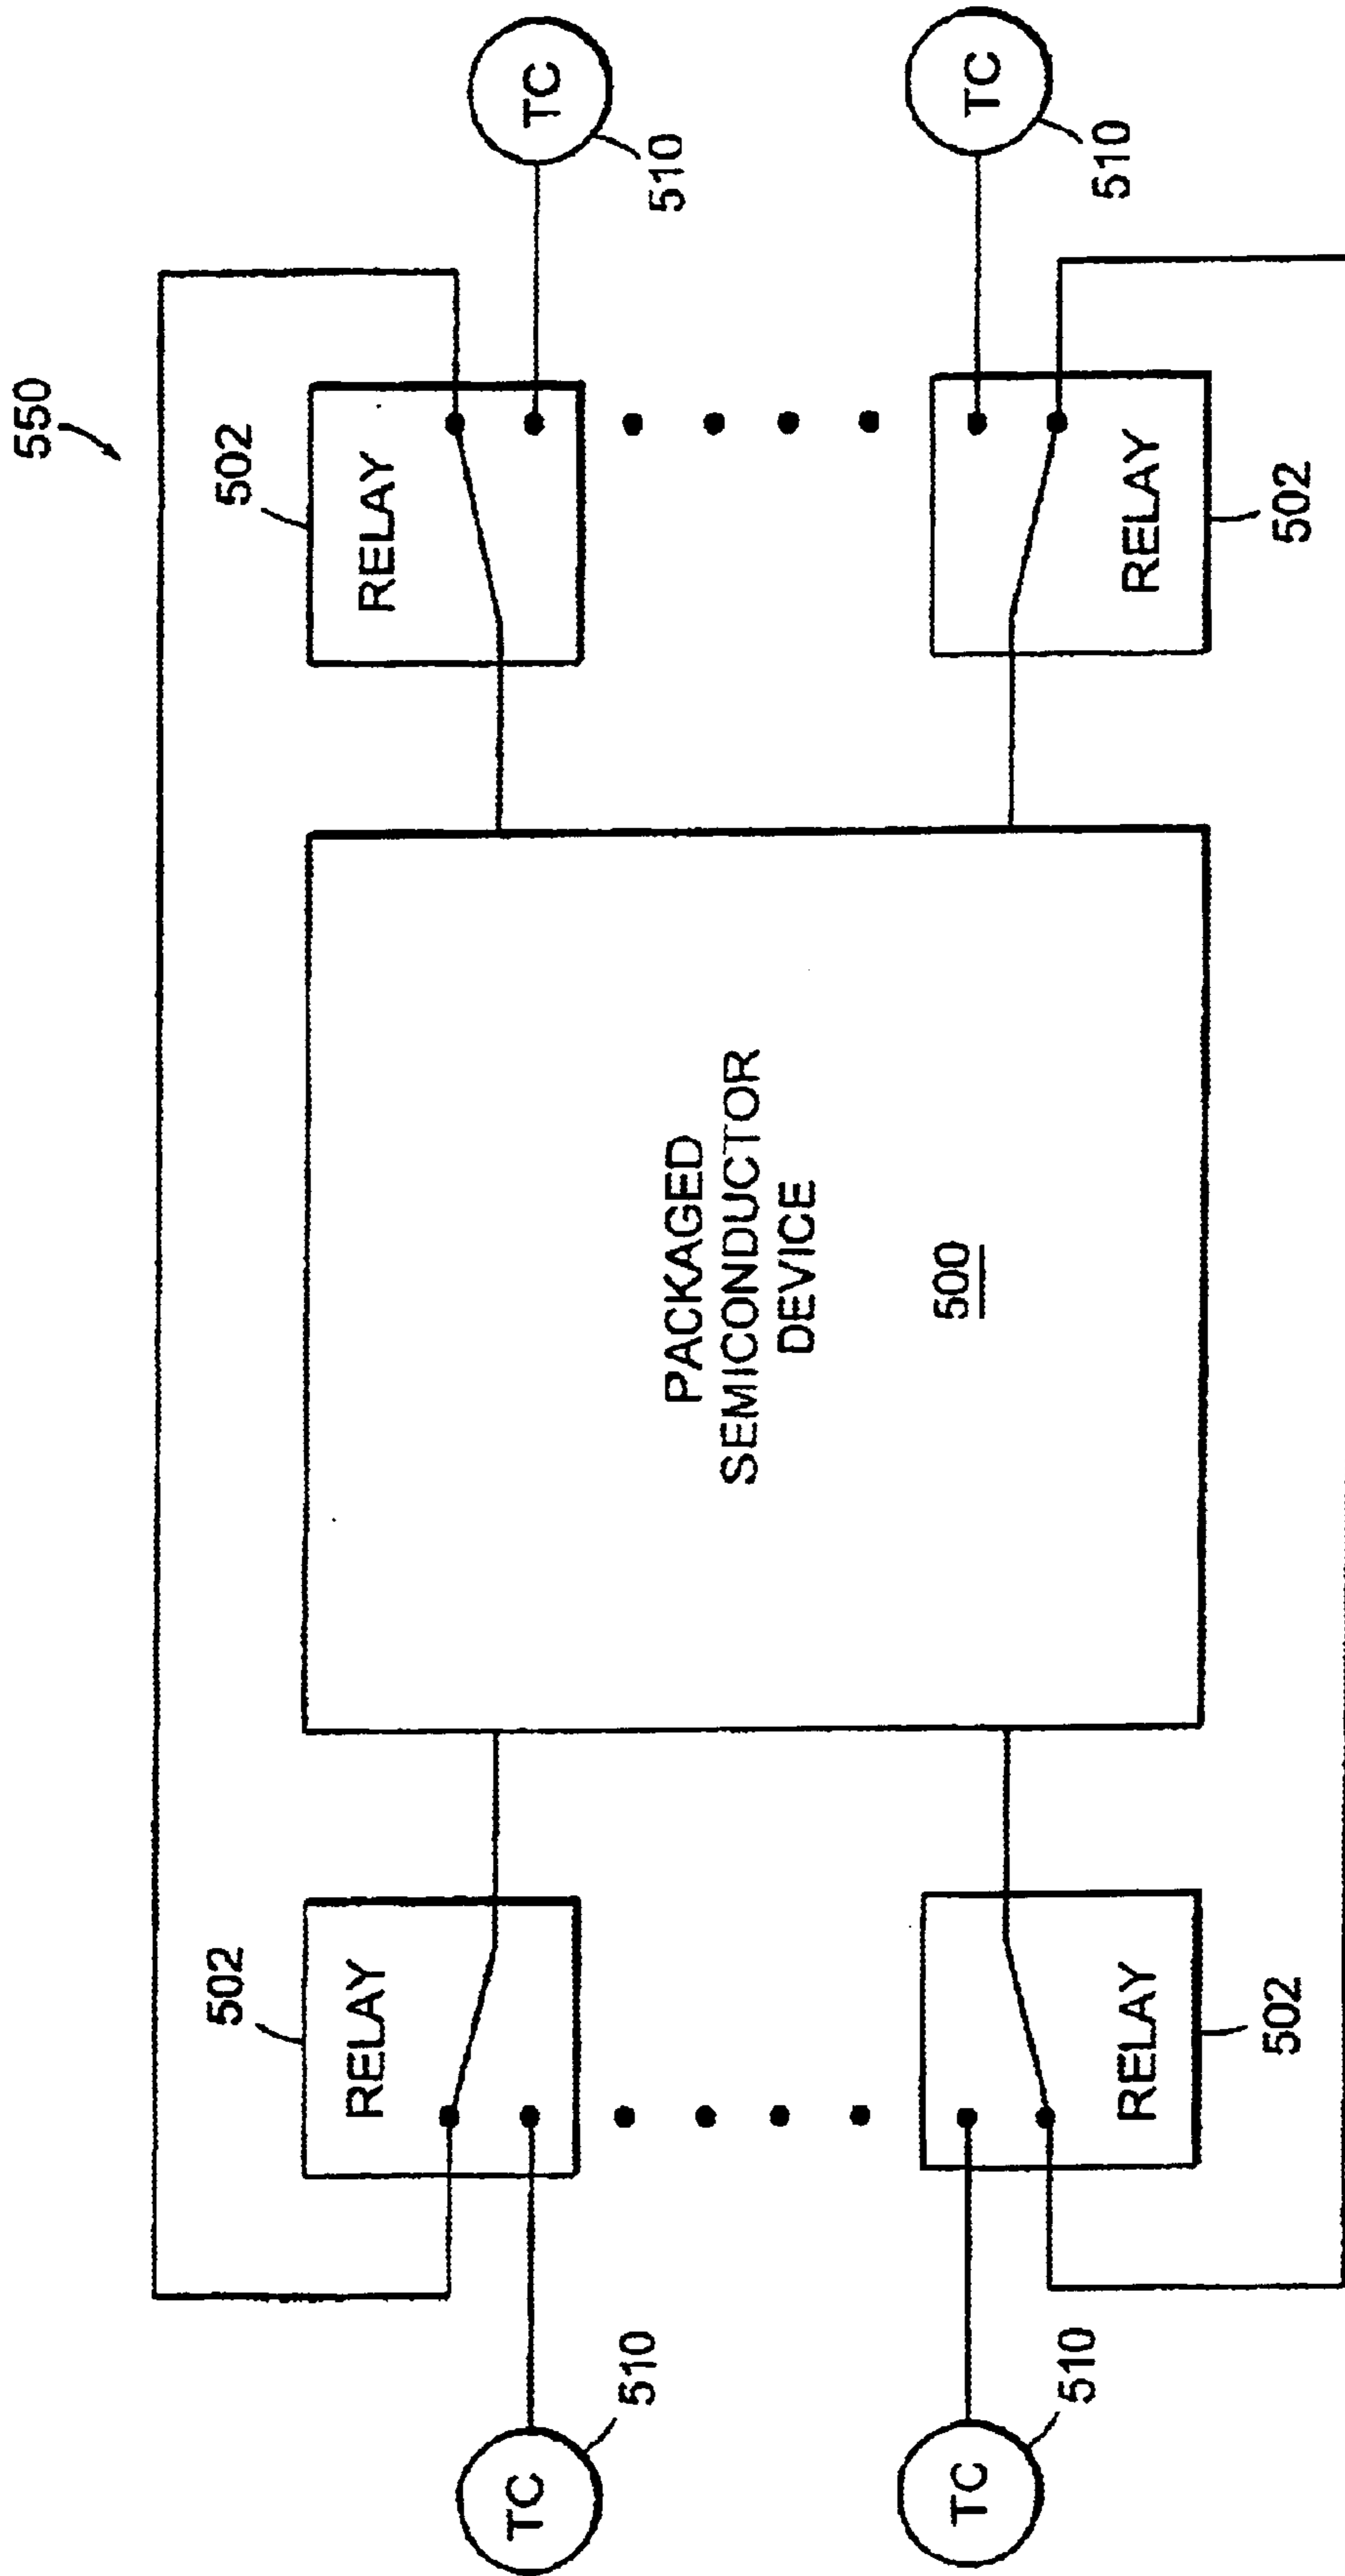 550
502
502
RELAY
RELAY
TC
TC
510
510
PACKAGED
SEMICONDUCTOR
DEVICE
500
TC
TC
510
510
RELAY
RELAY
502
502